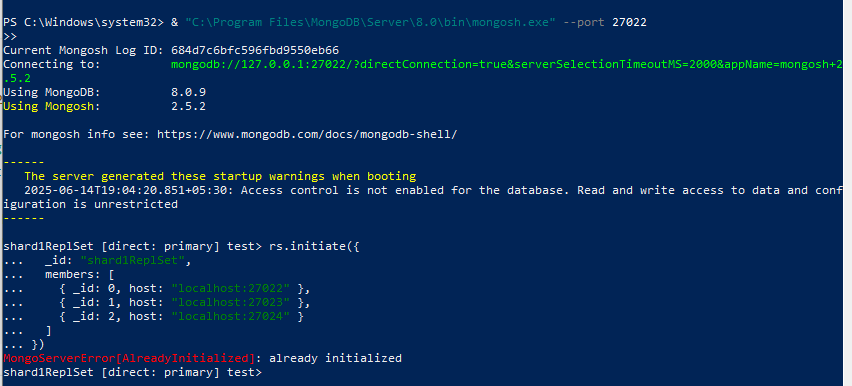 PS C:\Windows\system32> & "C:\Program Files\MongoDB\Server\8.0\bin\mongosh.exe" --port 27022
>>
Current Mongosh Log ID: 684d7c6bfc596fbd9550eb66
Connecting to:          mongodb://127.0.0.1:27022/?directConnection=true&serverSelectionTimeoutMS=2000&appName=mongosh+2
.5.2
Using MongoDB:          8.0.9
Using Mongosh:          2.5.2
For mongosh info see: https://www.mongodb.com/docs/mongodb-shell/
------
   The server generated these startup warnings when booting
   2025-06-14T19:04:20.851+05:30: Access control is not enabled for the database. Read and write access to data and conf
iguration is unrestricted
------
shard1ReplSet [direct: primary] test> rs.initiate({
...   _id: "shard1ReplSet",
...   members: [
...     { _id: 0, host: "localhost:27022" },
...     { _id: 1, host: "localhost:27023" },
...     { _id: 2, host: "localhost:27024" }
...   ]
... })
MongoServerError[AlreadyInitialized]: already initialized
shard1ReplSet [direct: primary] test>